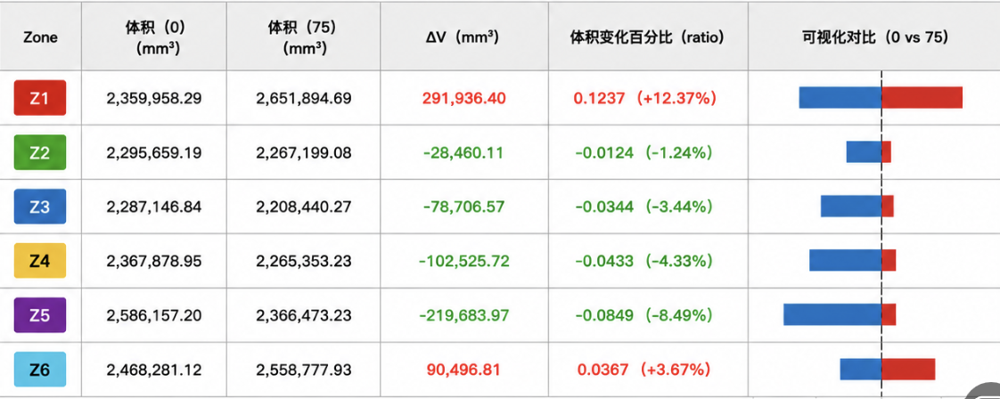 Zone 体积（0）（mm³） 体积（75）（mm³） ΔV（mm³） 体积变化百分比（ratio） 可视化对比（0 vs 75）
Z1 2,359,958.29 2,651,894.69 291,936.40 0.1237（+12.37%）
Z2 2,295,659.19 2,267,199.08 -28,460.11 -0.0124（-1.24%）
Z3 2,287,146.84 2,208,440.27 -78,706.57 -0.0344（-3.44%）
Z4 2,367,878.95 2,265,353.23 -102,525.72 -0.0433（-4.33%）
Z5 2,586,157.20 2,366,473.23 -219,683.97 -0.0849（-8.49%）
Z6 2,468,281.12 2,558,777.93 90,496.81 0.0367（+3.67%）